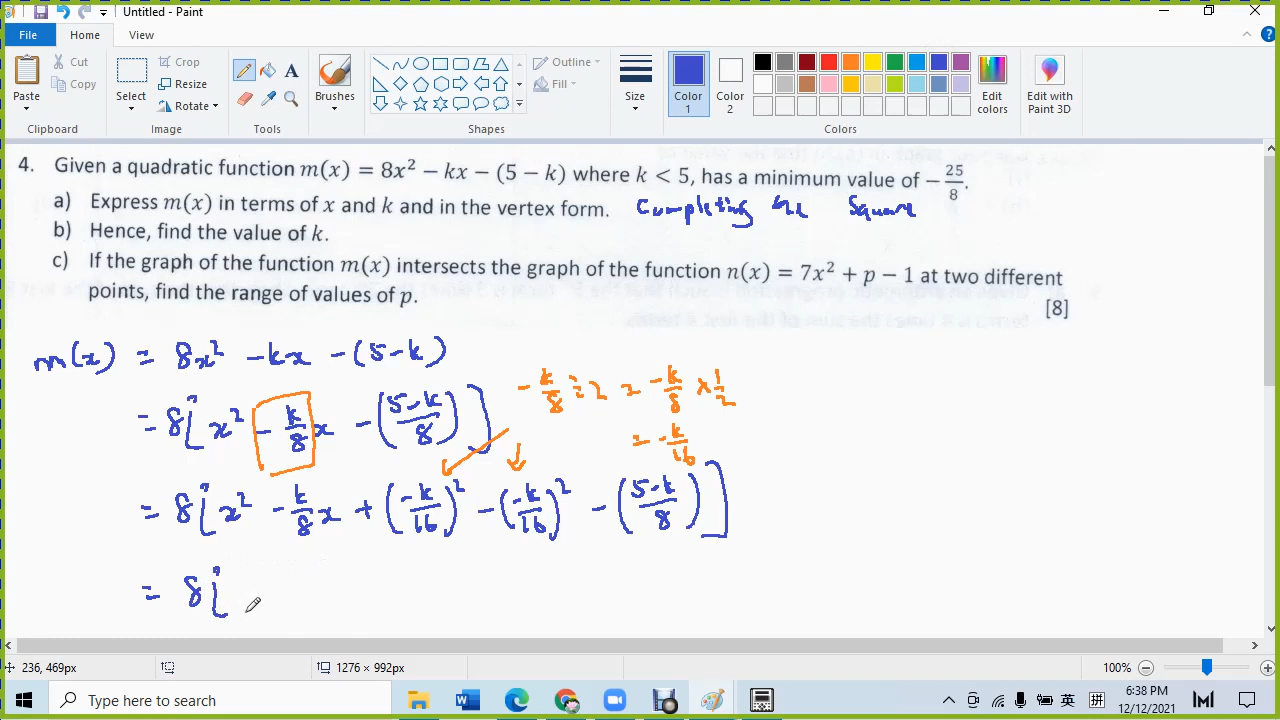 Untitled - Paint
File Home View
Paste Cut Copy Select Crop Resize Rotate A Brushes Outline Fill Size Color 1 Color 2 Edit colors Edit with Paint 3D
Clipboard Image Tools Shapes Colors
4. Given a quadratic function m(x) = 8x² − kx − (5 − k) where k < 5, has a minimum value of −25/8.
a) Express m(x) in terms of x and k and in the vertex form. Completing the Square
b) Hence, find the value of k.
c) If the graph of the function m(x) intersects the graph of the function n(x) = 7x² + p − 1 at two different
points, find the range of values of p.
[8]
m(x) = 8x² − kx − (5−k)
= 8[x² − k/8 x − (5−k/8)]
−k/8 ÷ 2 = −k/8 × 1/2
= −k/16
= 8[x² − k/8 x + (−k/16)² − (−k/16)² − (5−k/8)]
= 8[
236, 469px 1276 × 992px 100%
Type here to search
英 拼 6:38 PM
12/12/2021